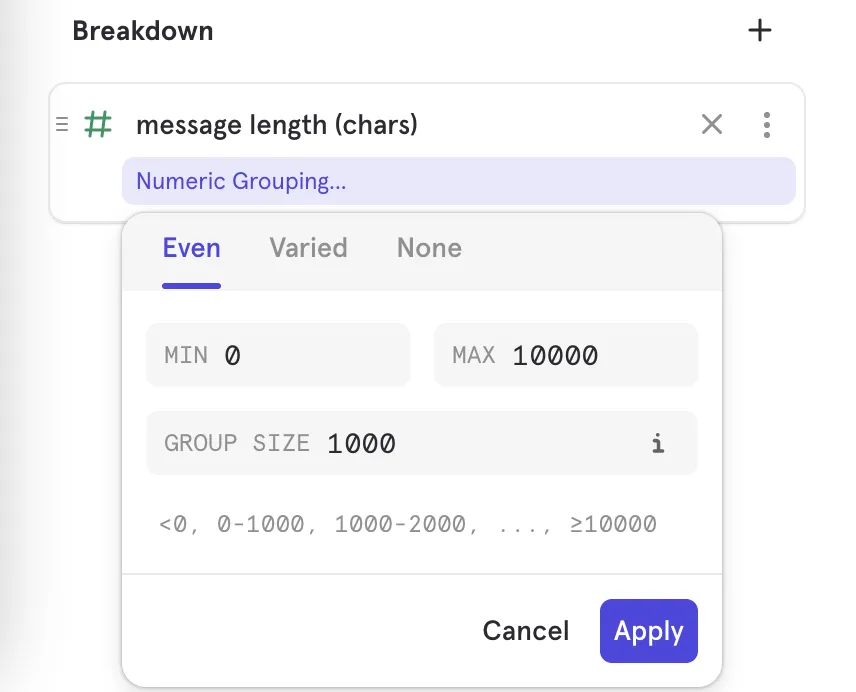 Breakdown
message length (chars)
Numeric Grouping...
Even Varied None
MIN 0 MAX 10000
GROUP SIZE 1000 i
<0, 0-1000, 1000-2000, ..., ≥10000
Cancel Apply